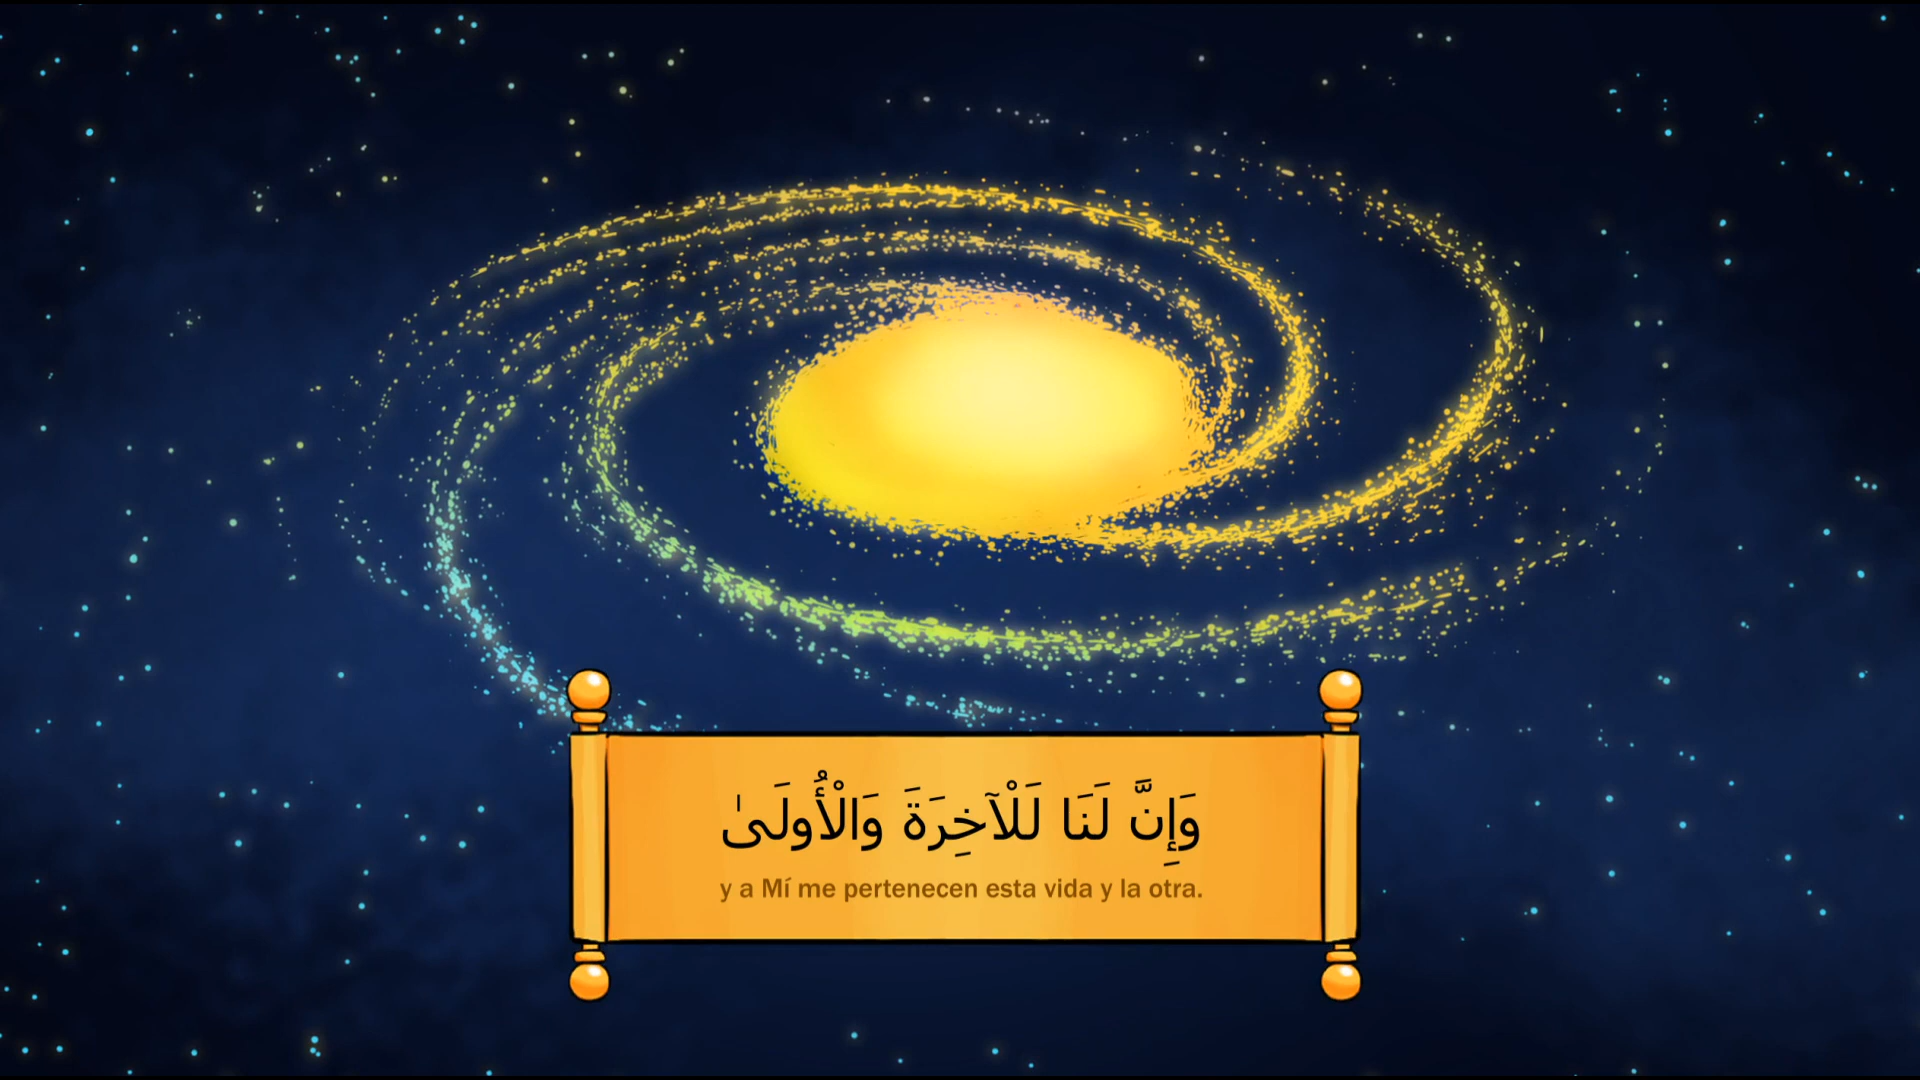 وَإِنَّ لَنَا لَلْآخِرَةَ وَالْأُولَىٰ
y a Mí me pertenecen esta vida y la otra.